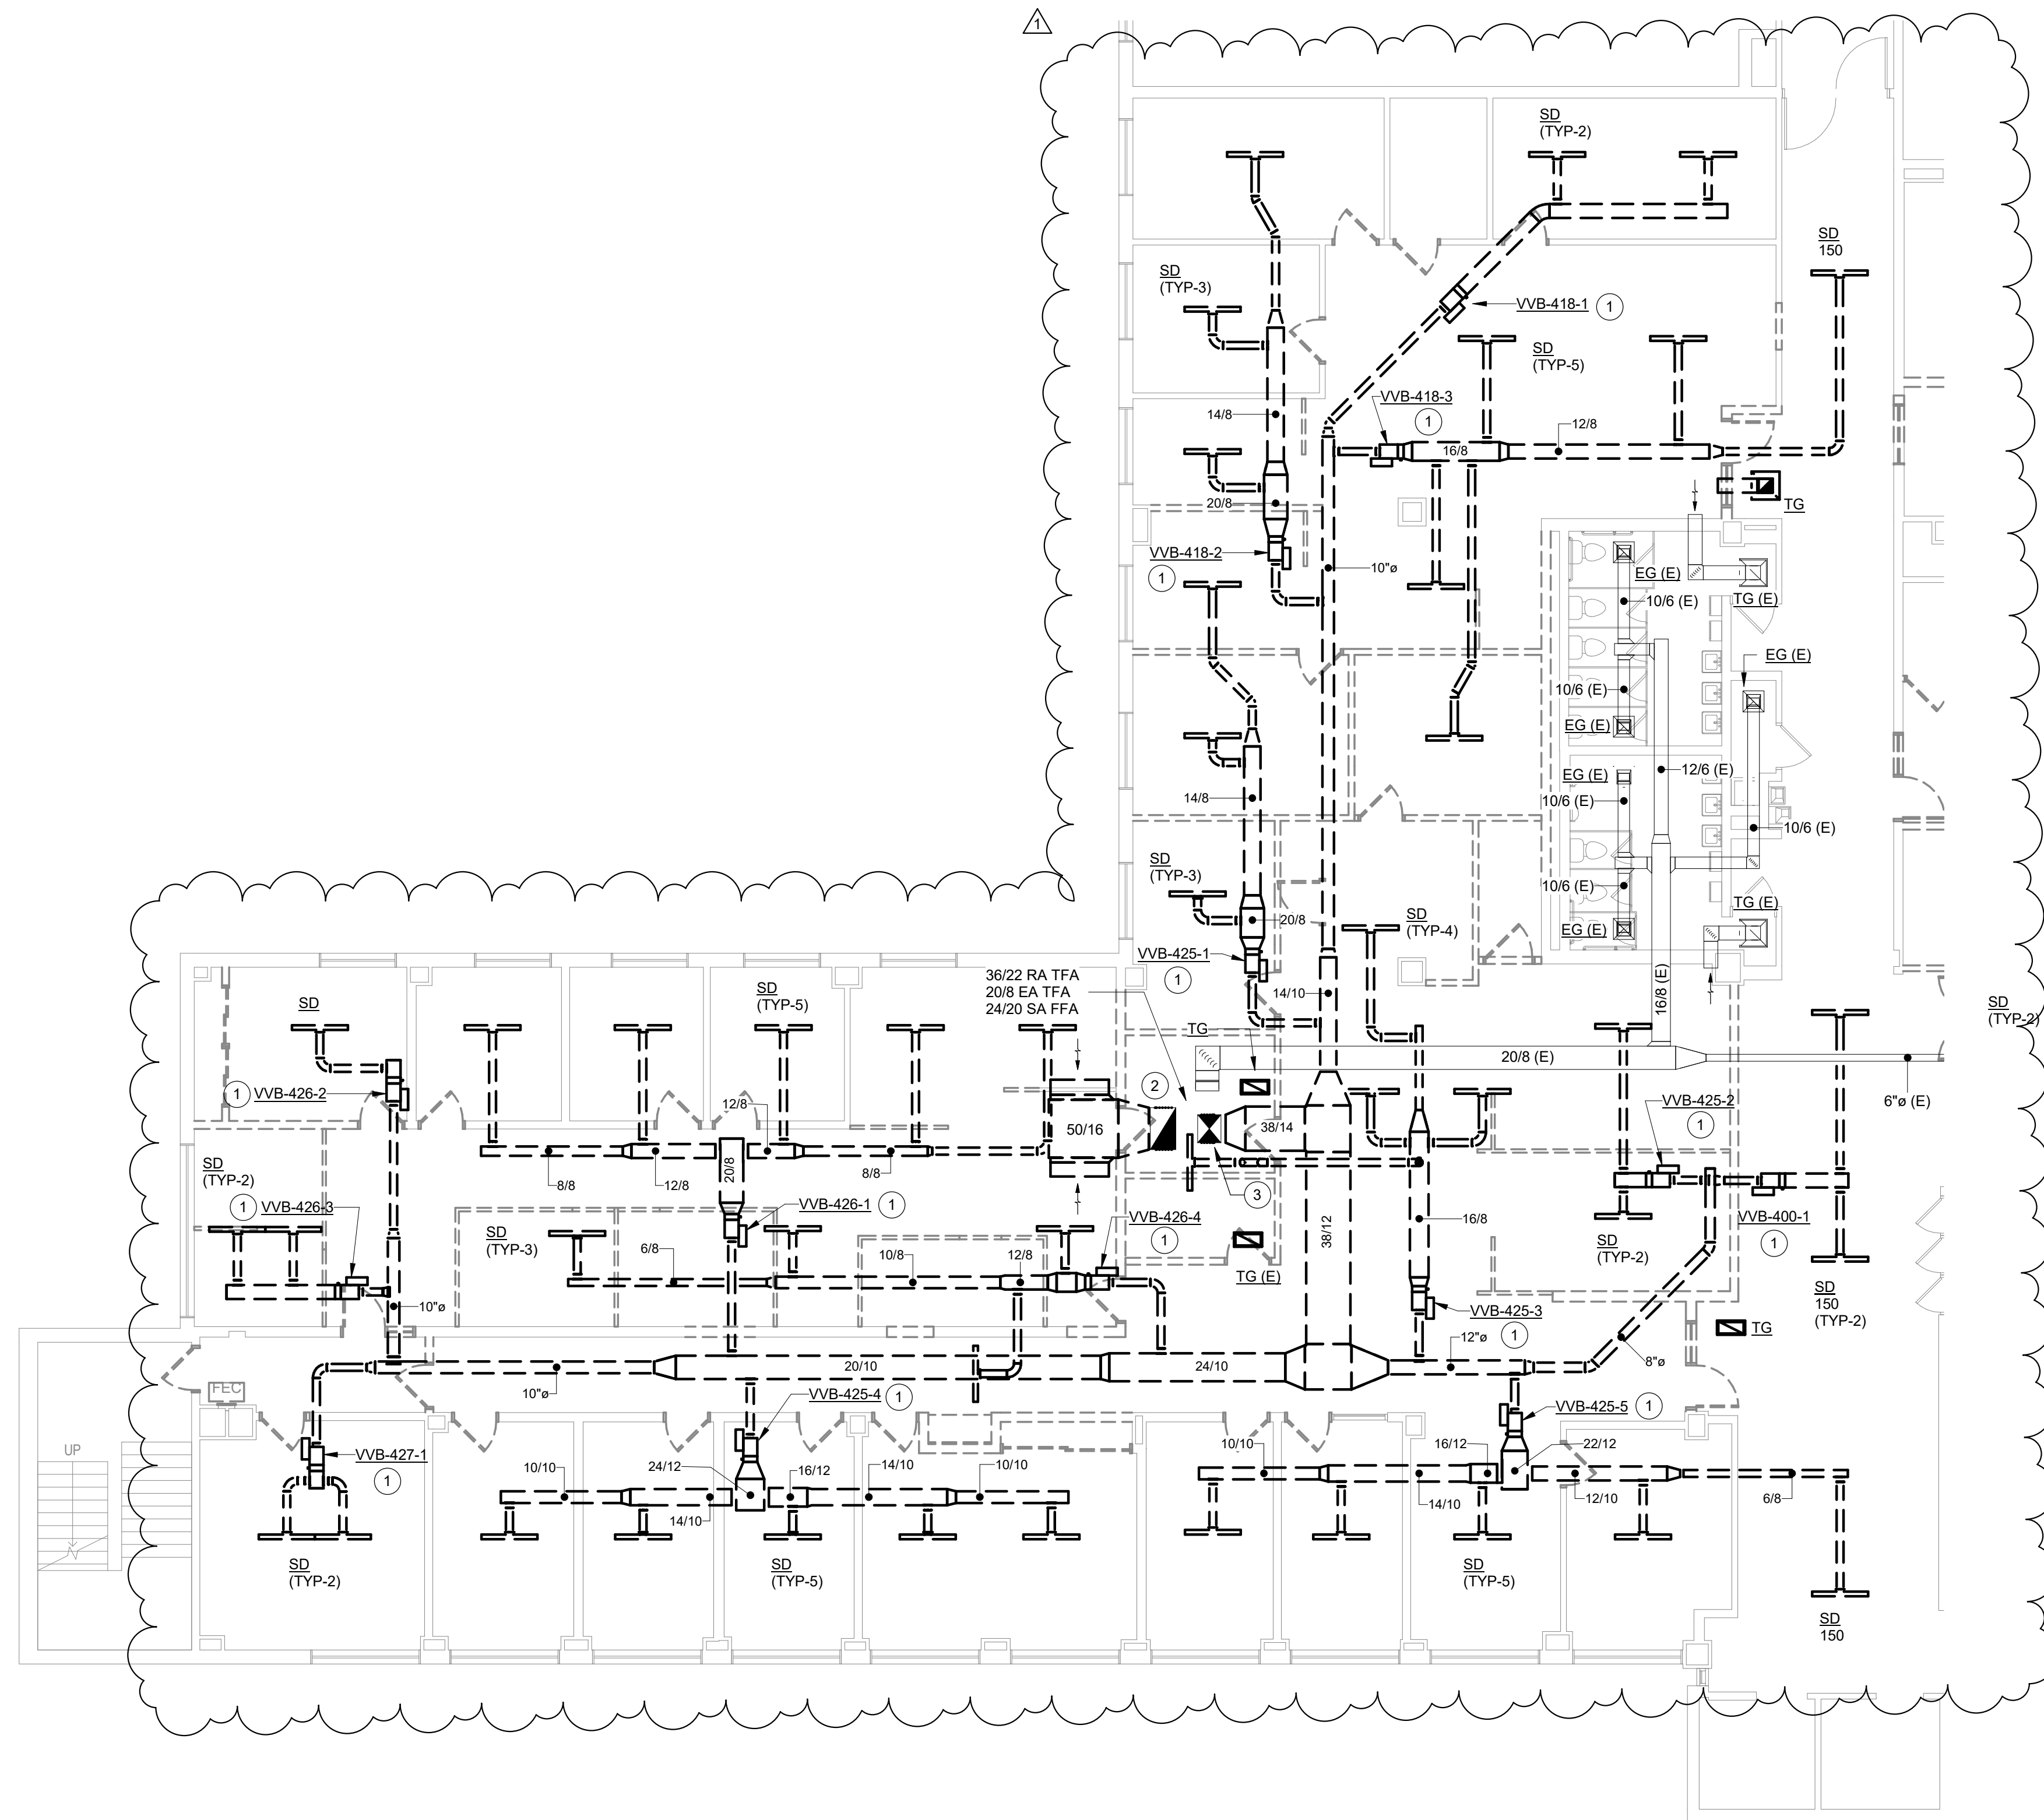 1
SD
(TYP-2)
SD
150
SD
(TYP-3)
VVB-418-1
1
SD
(TYP-5)
VVB-418-3
1
14/8
12/8
16/8
20/8
TG
VVB-418-2
1
10"ø
EG (E)
10/6 (E)
TG (E)
EG (E)
10/6 (E)
EG (E)
12/6 (E)
EG (E)
14/8
10/6 (E)
10/6 (E)
SD
(TYP-3)
10/6 (E)
TG (E)
20/8
SD
(TYP-4)
EG (E)
VVB-425-1
1
36/22 RA TFA
20/8 EA TFA
24/20 SA FFA
14/10
16/8 (E)
SD
SD
(TYP-5)
SD
(TYP-2)
TG
20/8 (E)
6"ø (E)
1
VVB-426-2
12/8
2
VVB-425-2
1
50/16
38/14
SD
(TYP-2)
8/8
12/8
20/8
8/8
1
VVB-426-3
VVB-426-1
1
3
VVB-426-4
1
16/8
VVB-400-1
1
SD
(TYP-3)
6/8
10/8
12/8
38/12
SD
(TYP-2)
TG (E)
10"ø
VVB-425-3
1
SD
150
(TYP-2)
TG
12"ø
8"ø
10"ø
20/10
24/10
FEC
VVB-425-4
1
VVB-425-5
1
UP
VVB-427-1
1
10/10
24/12
16/12
14/10
10/10
14/10
10/10
16/12
22/12
14/10
12/10
6/8
SD
(TYP-2)
SD
(TYP-5)
SD
(TYP-5)
SD
150